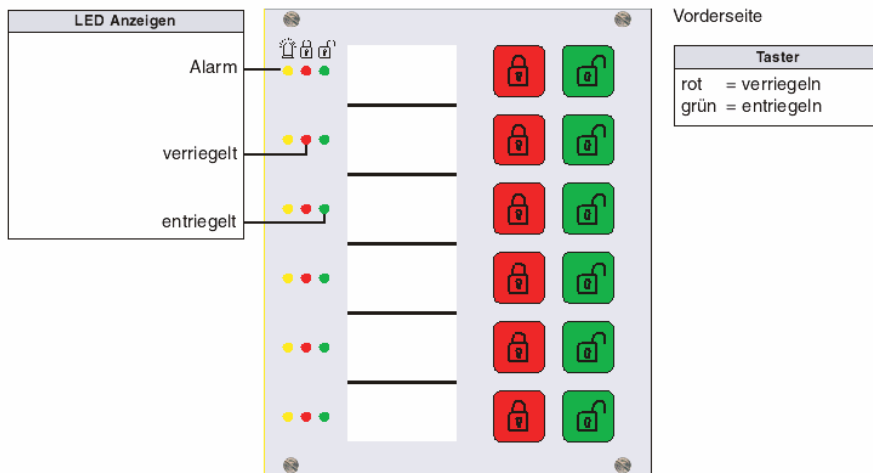 LED Anzeigen
Alarm
verriegelt
entriegelt
Vorderseite
Taster
rot = verriegeln
grün = entriegeln